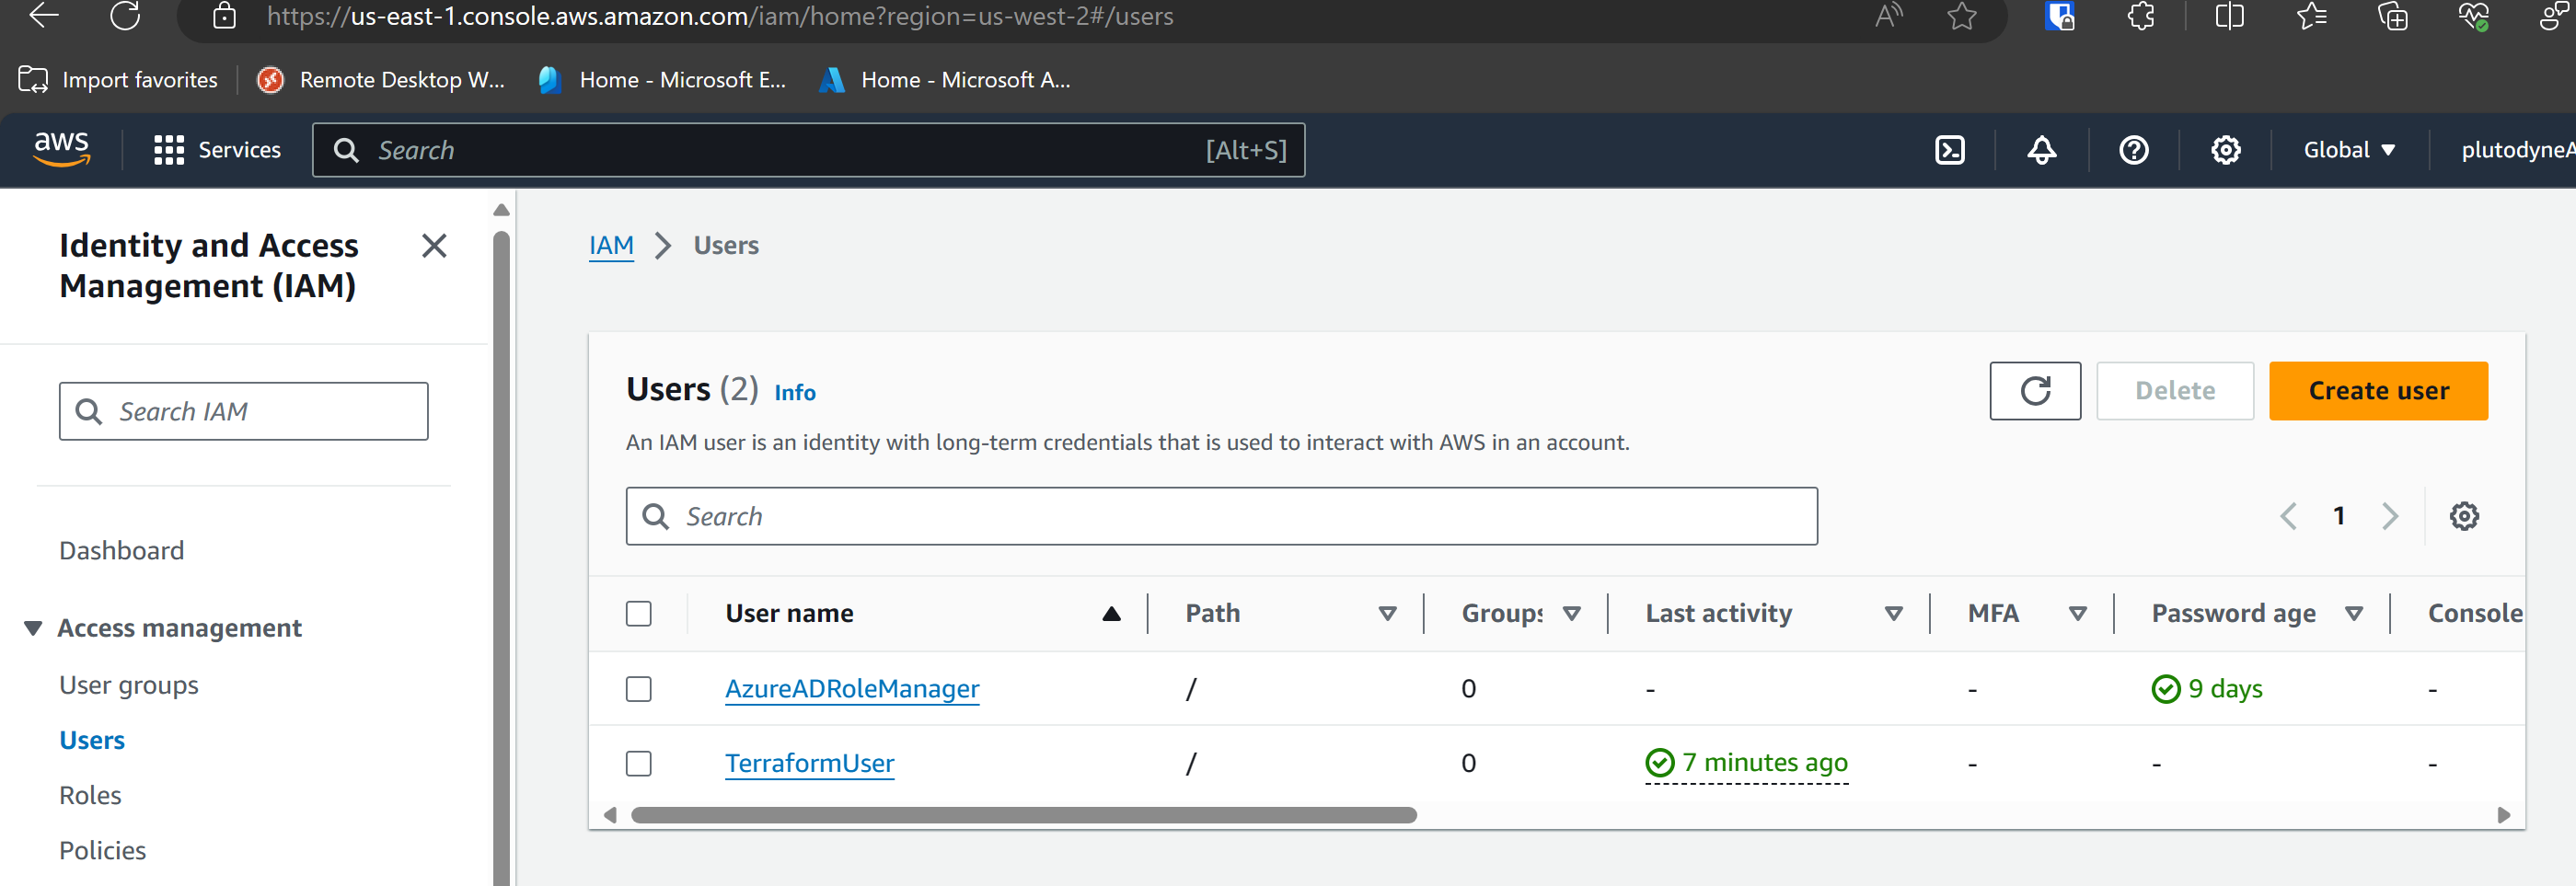 https://us-east-1.console.aws.amazon.com/iam/home?region=us-west-2#/users
Import favorites
Remote Desktop W...
Home - Microsoft E...
Home - Microsoft A...
aws
Services
Search
[Alt+S]
Global
plutodyneA
Identity and Access
Management (IAM)
Search IAM
Dashboard
Access management
User groups
Users
Roles
Policies
IAM > Users
Users (2) Info
Delete
Create user
An IAM user is an identity with long-term credentials that is used to interact with AWS in an account.
Search
1
User name Path Groups Last activity MFA Password age Console
AzureADRoleManager / 0 - - 9 days -
TerraformUser / 0 7 minutes ago - - -